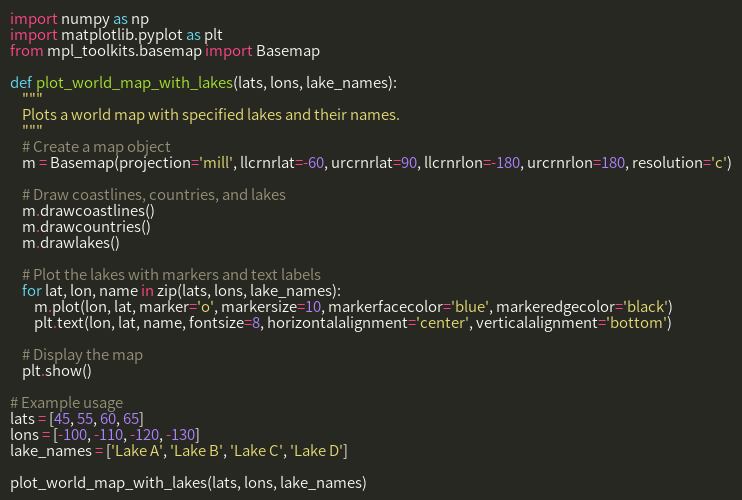 import numpy as np
import matplotlib.pyplot as plt
from mpl_toolkits.basemap import Basemap

def plot_world_map_with_lakes(lats, lons, lake_names):
    """
    Plots a world map with specified lakes and their names.
    """
    # Create a map object
    m = Basemap(projection='mill', llcrnrlat=-60, urcrnrlat=90, llcrnrlon=-180, urcrnrlon=180, resolution='c')

    # Draw coastlines, countries, and lakes
    m.drawcoastlines()
    m.drawcountries()
    m.drawlakes()

    # Plot the lakes with markers and text labels
    for lat, lon, name in zip(lats, lons, lake_names):
        m.plot(lon, lat, marker='o', markersize=10, markerfacecolor='blue', markeredgecolor='black')
        plt.text(lon, lat, name, fontsize=8, horizontalalignment='center', verticalalignment='bottom')

    # Display the map
    plt.show()

# Example usage
lats = [45, 55, 60, 65]
lons = [-100, -110, -120, -130]
lake_names = ['Lake A', 'Lake B', 'Lake C', 'Lake D']

plot_world_map_with_lakes(lats, lons, lake_names)